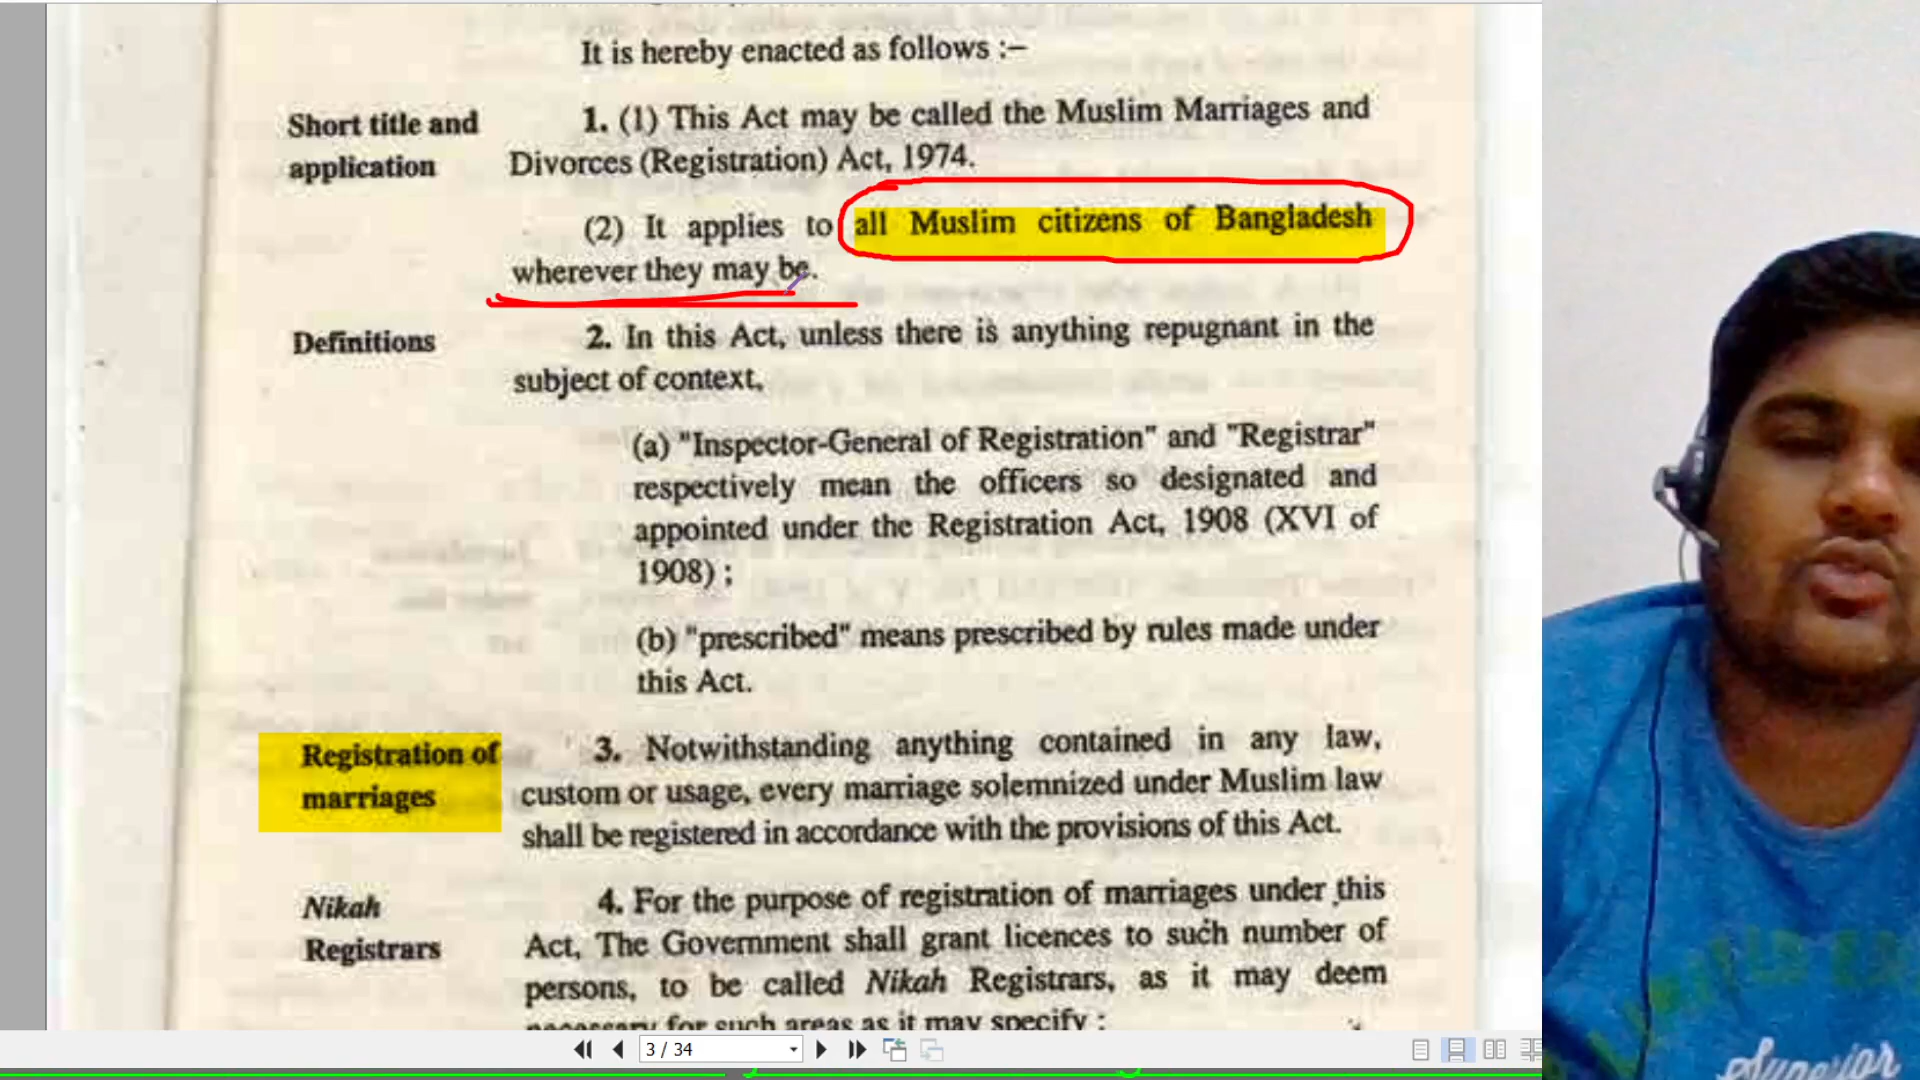 It is hereby enacted as follows :–
Short title and
application
1. (1) This Act may be called the Muslim Marriages and
Divorces (Registration) Act, 1974.
(2) It applies to all Muslim citizens of Bangladesh
wherever they may be.
Definitions
2. In this Act, unless there is anything repugnant in the
subject of context,
(a) "Inspector-General of Registration" and "Registrar"
respectively mean the officers so designated and
appointed under the Registration Act, 1908 (XVI of
1908) ;
(b) "prescribed" means prescribed by rules made under
this Act.
Registration of
marriages
3. Notwithstanding anything contained in any law,
custom or usage, every marriage solemnized under Muslim law
shall be registered in accordance with the provisions of this Act.
Nikah
Registrars
4. For the purpose of registration of marriages under this
Act, The Government shall grant licences to such number of
persons, to be called Nikah Registrars, as it may deem
necessary for such areas as it may specify :
3 / 34
Superior